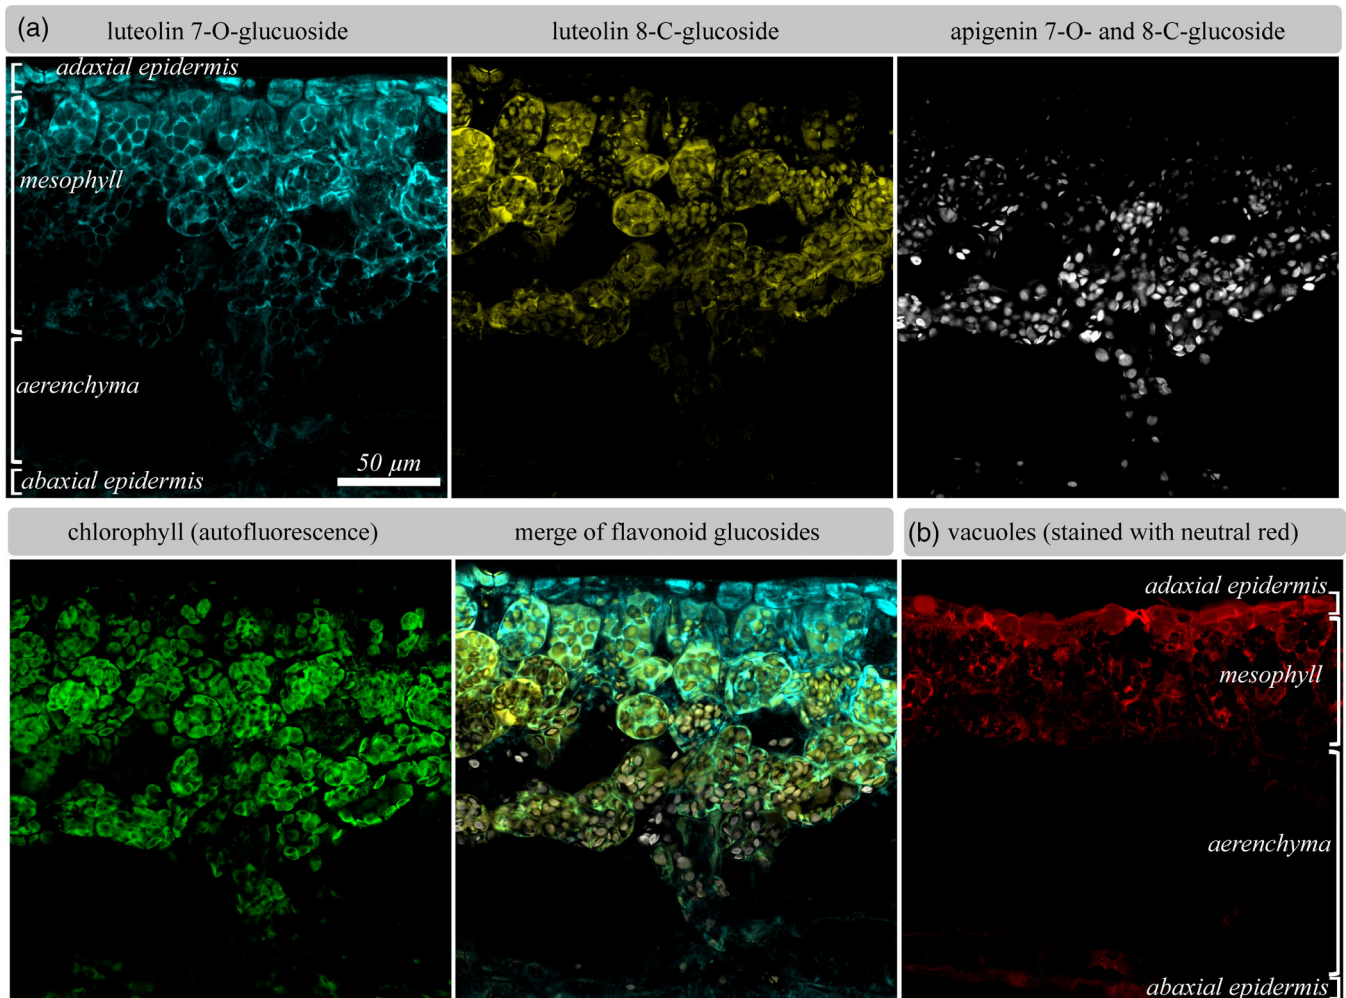 (a) luteolin 7-O-glucuoside luteolin 8-C-glucoside apigenin 7-O- and 8-C-glucoside
adaxial epidermis
mesophyll
aerenchyma
50 µm
abaxial epidermis
chlorophyll (autofluorescence) merge of flavonoid glucosides (b) vacuoles (stained with neutral red)
adaxial epidermis
mesophyll
aerenchyma
abaxial epidermis